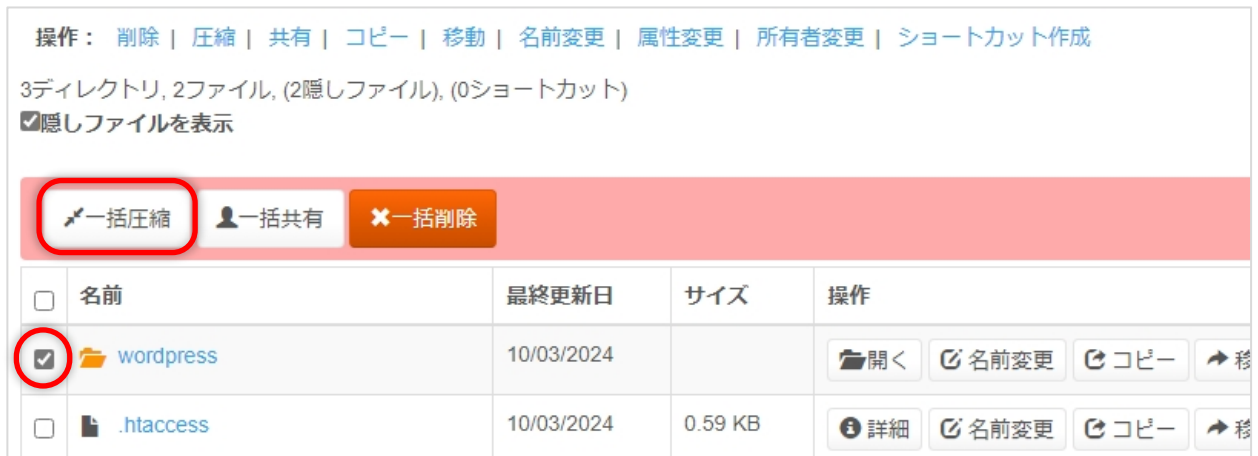 操作： 削除 | 圧縮 | 共有 | コピー | 移動 | 名前変更 | 属性変更 | 所有者変更 | ショートカット作成
3ディレクトリ, 2ファイル, (2隠しファイル), (0ショートカット)
隠しファイルを表示
一括圧縮 一括共有 一括削除
名前 最終更新日 サイズ 操作
wordpress 10/03/2024 開く 名前変更 コピー
.htaccess 10/03/2024 0.59 KB 詳細 名前変更 コピー